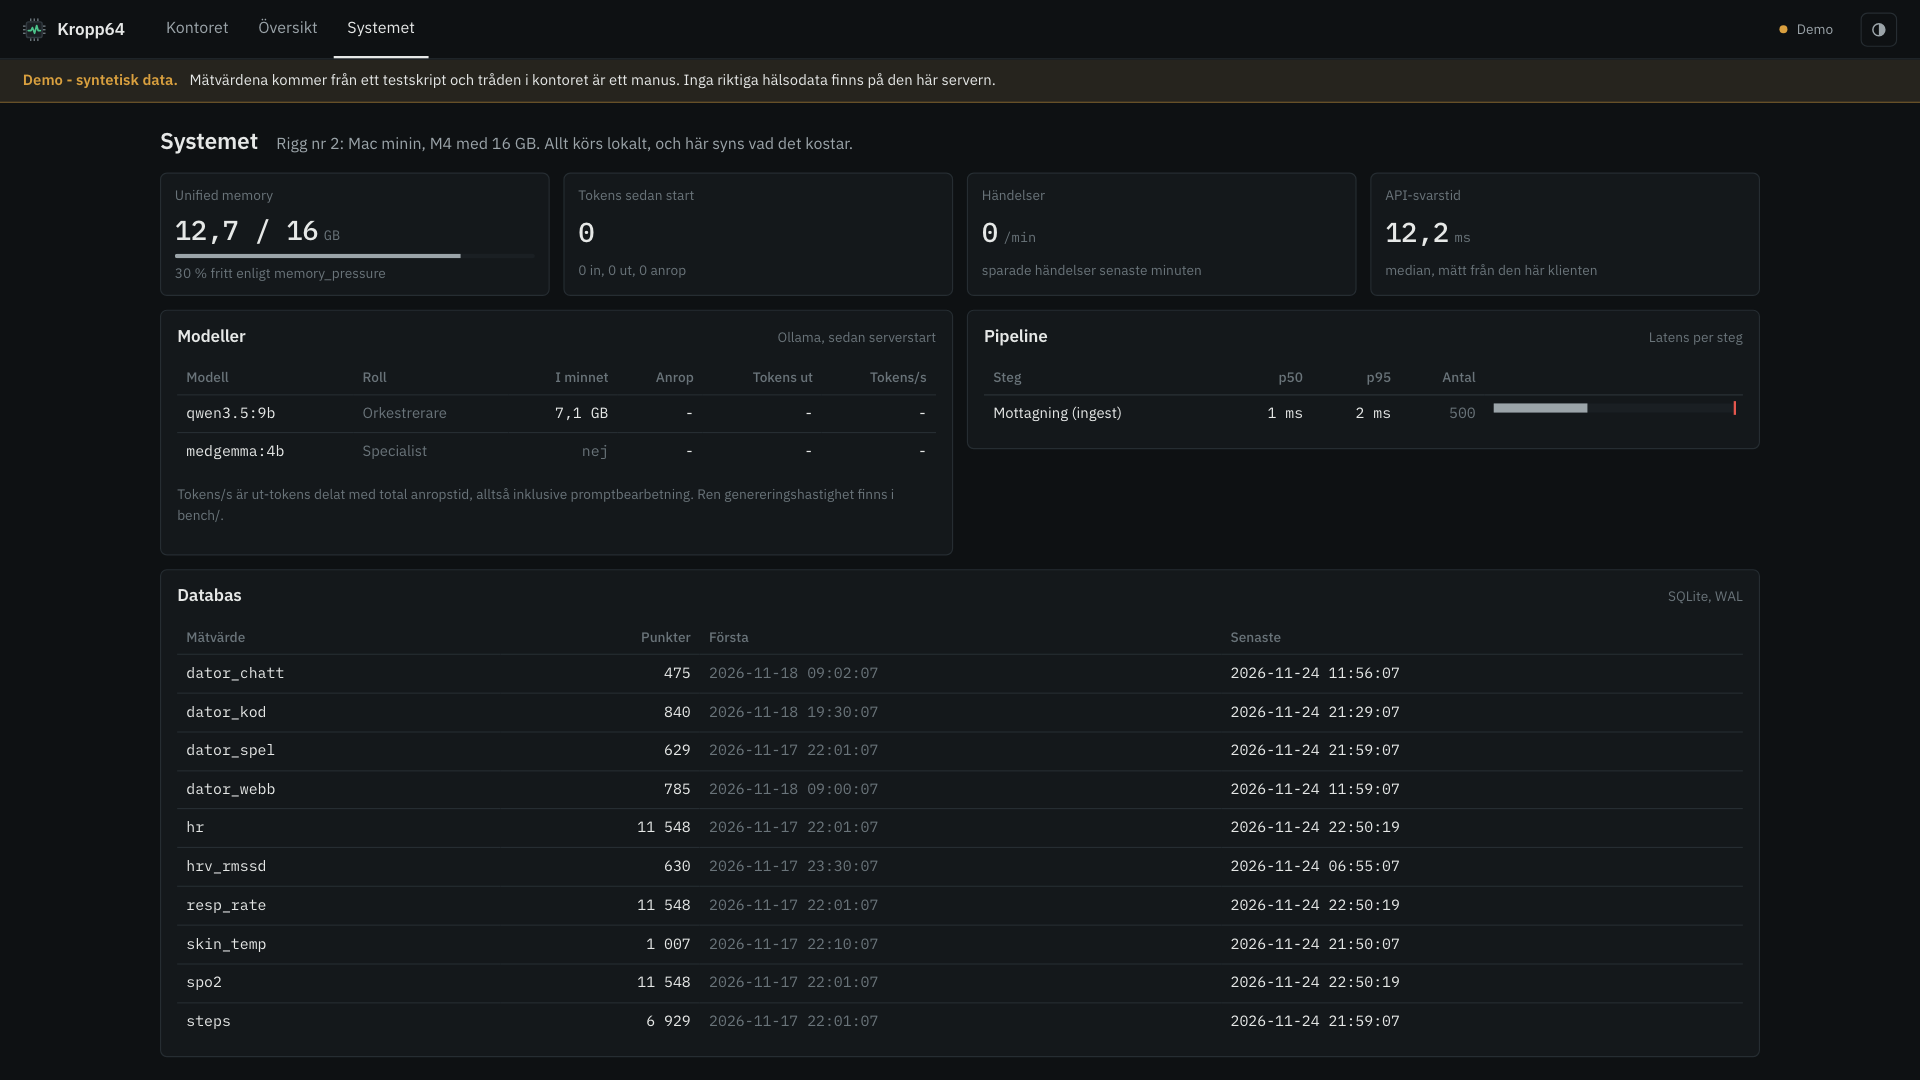 Kropp64 Kontoret Översikt Systemet Demo
Demo - syntetisk data. Mätvärdena kommer från ett testskript och tråden i kontoret är ett manus. Inga riktiga hälsodata finns på den här servern.
Systemet Rigg nr 2: Mac minin, M4 med 16 GB. Allt körs lokalt, och här syns vad det kostar.
Unified memory
12,7 / 16 GB
30 % fritt enligt memory_pressure
Tokens sedan start
0
0 in, 0 ut, 0 anrop
Händelser
0 /min
sparade händelser senaste minuten
API-svarstid
12,2 ms
median, mätt från den här klienten
Modeller Ollama, sedan serverstart
Modell Roll I minnet Anrop Tokens ut Tokens/s
qwen3.5:9b Orkestrerare 7,1 GB - - -
medgemma:4b Specialist nej - - -
Tokens/s är ut-tokens delat med total anropstid, alltså inklusive promptbearbetning. Ren genereringshastighet finns i
bench/.
Pipeline Latens per steg
Steg p50 p95 Antal
Mottagning (ingest) 1 ms 2 ms 500
Databas SQLite, WAL
Mätvärde Punkter Första Senaste
dator_chatt 475 2026-11-18 09:02:07 2026-11-24 11:56:07
dator_kod 840 2026-11-18 19:30:07 2026-11-24 21:29:07
dator_spel 629 2026-11-17 22:01:07 2026-11-24 21:59:07
dator_webb 785 2026-11-18 09:00:07 2026-11-24 11:59:07
hr 11 548 2026-11-17 22:01:07 2026-11-24 22:50:19
hrv_rmssd 630 2026-11-17 23:30:07 2026-11-24 06:55:07
resp_rate 11 548 2026-11-17 22:01:07 2026-11-24 22:50:19
skin_temp 1 007 2026-11-17 22:10:07 2026-11-24 21:50:07
spo2 11 548 2026-11-17 22:01:07 2026-11-24 22:50:19
steps 6 929 2026-11-17 22:01:07 2026-11-24 21:59:07